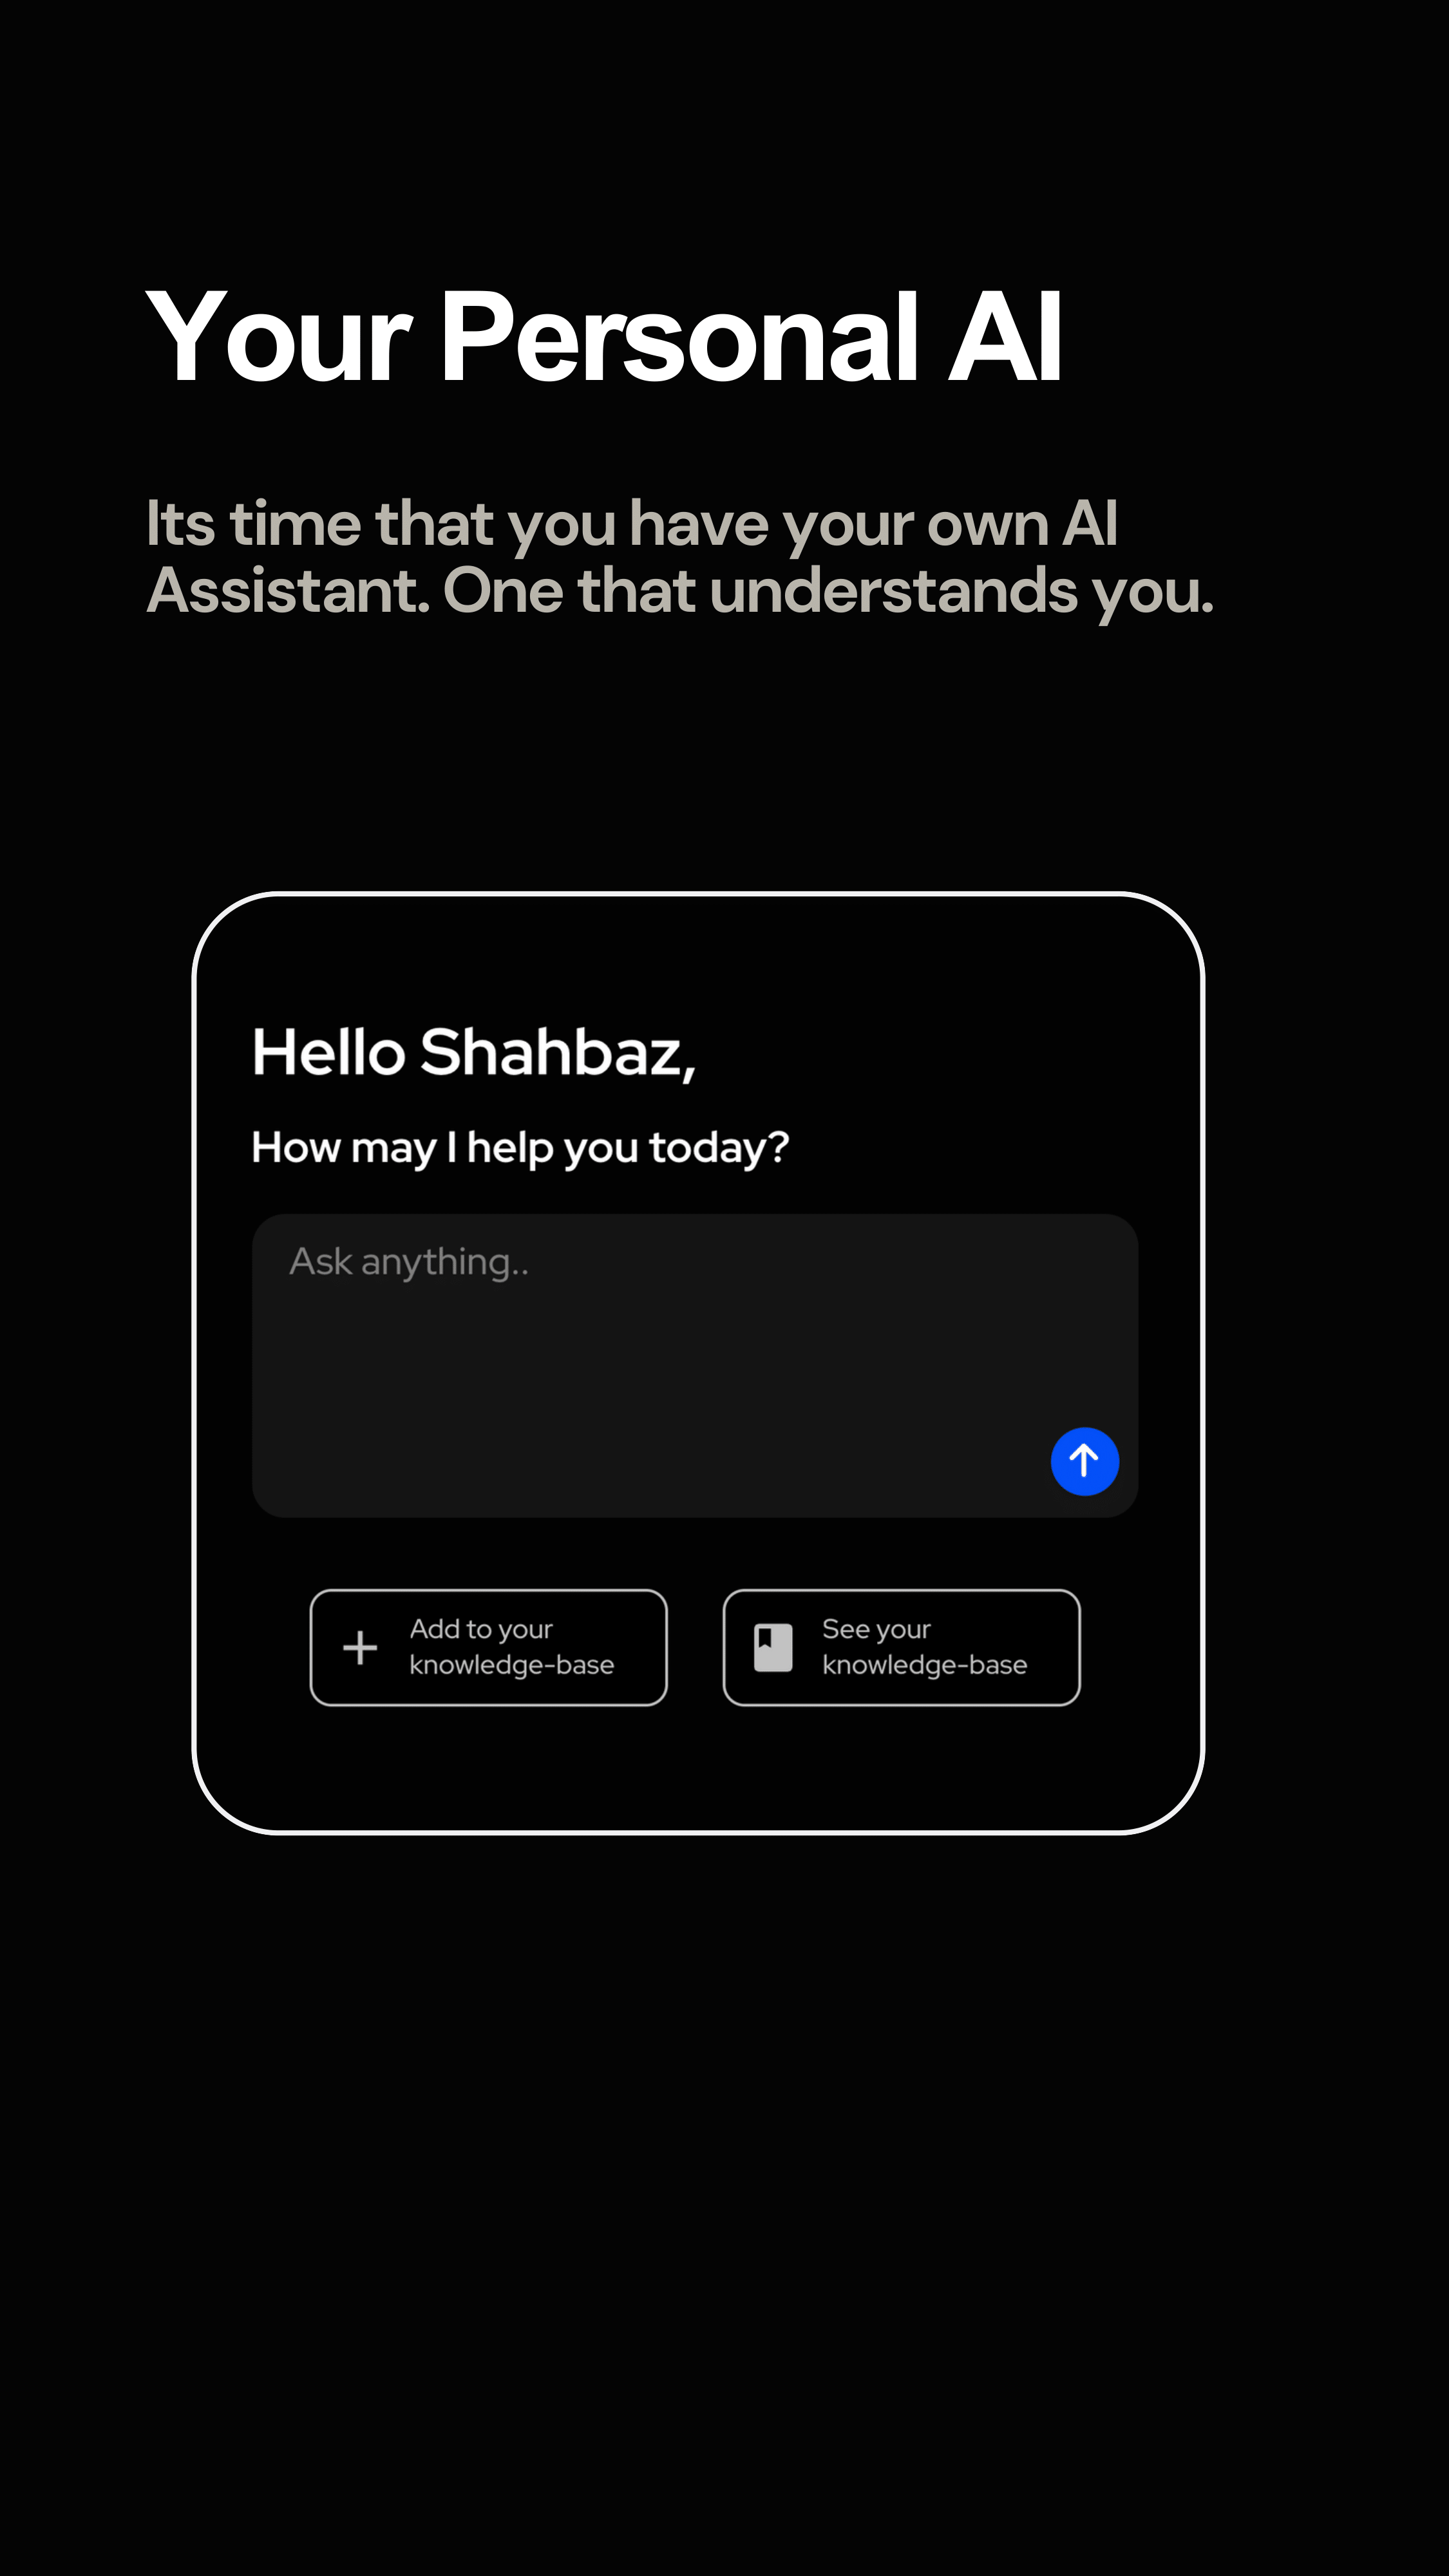 Your Personal AI
Its time that you have your own AI
Assistant. One that understands you.
Hello Shahbaz,
How may I help you today?
Ask anything..
Add to your
knowledge-base
See your
knowledge-base